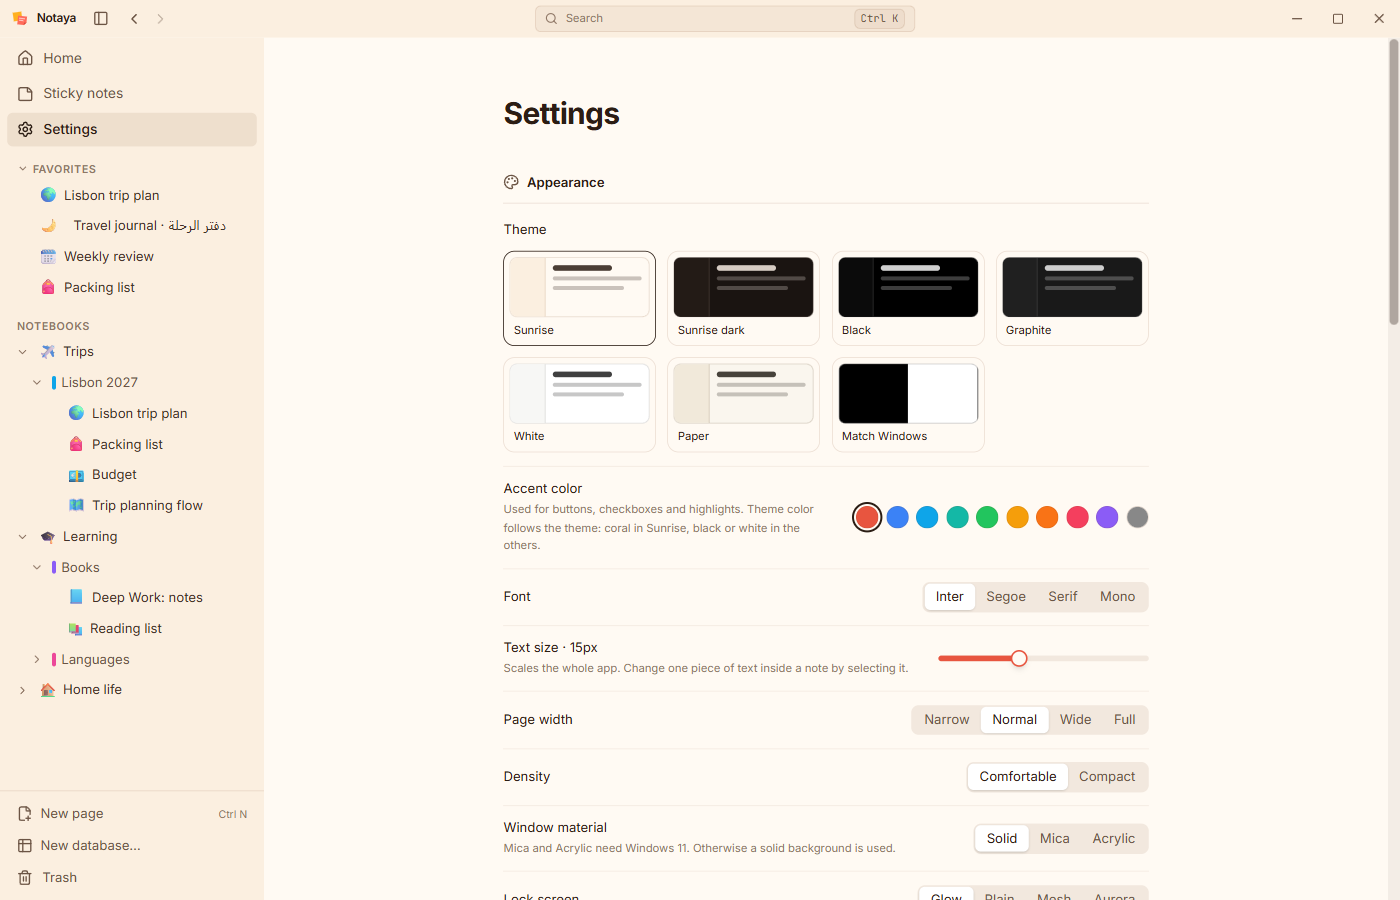 Notaya
Search
Ctrl K
Home
Sticky notes
Settings
FAVORITES
Lisbon trip plan
Travel journal · دفتر الرحلة
Weekly review
Packing list
NOTEBOOKS
Trips
Lisbon 2027
Lisbon trip plan
Packing list
Budget
Trip planning flow
Learning
Books
Deep Work: notes
Reading list
Languages
Home life
New page
Ctrl N
New database...
Trash
Settings
Appearance
Theme
Sunrise
Sunrise dark
Black
Graphite
White
Paper
Match Windows
Accent color
Used for buttons, checkboxes and highlights. Theme color
follows the theme: coral in Sunrise, black or white in the
others.
Font
Inter
Segoe
Serif
Mono
Text size · 15px
Scales the whole app. Change one piece of text inside a note by selecting it.
Page width
Narrow
Normal
Wide
Full
Density
Comfortable
Compact
Window material
Mica and Acrylic need Windows 11. Otherwise a solid background is used.
Solid
Mica
Acrylic
Lock screen
Glow
Plain
Mesh
Aurora